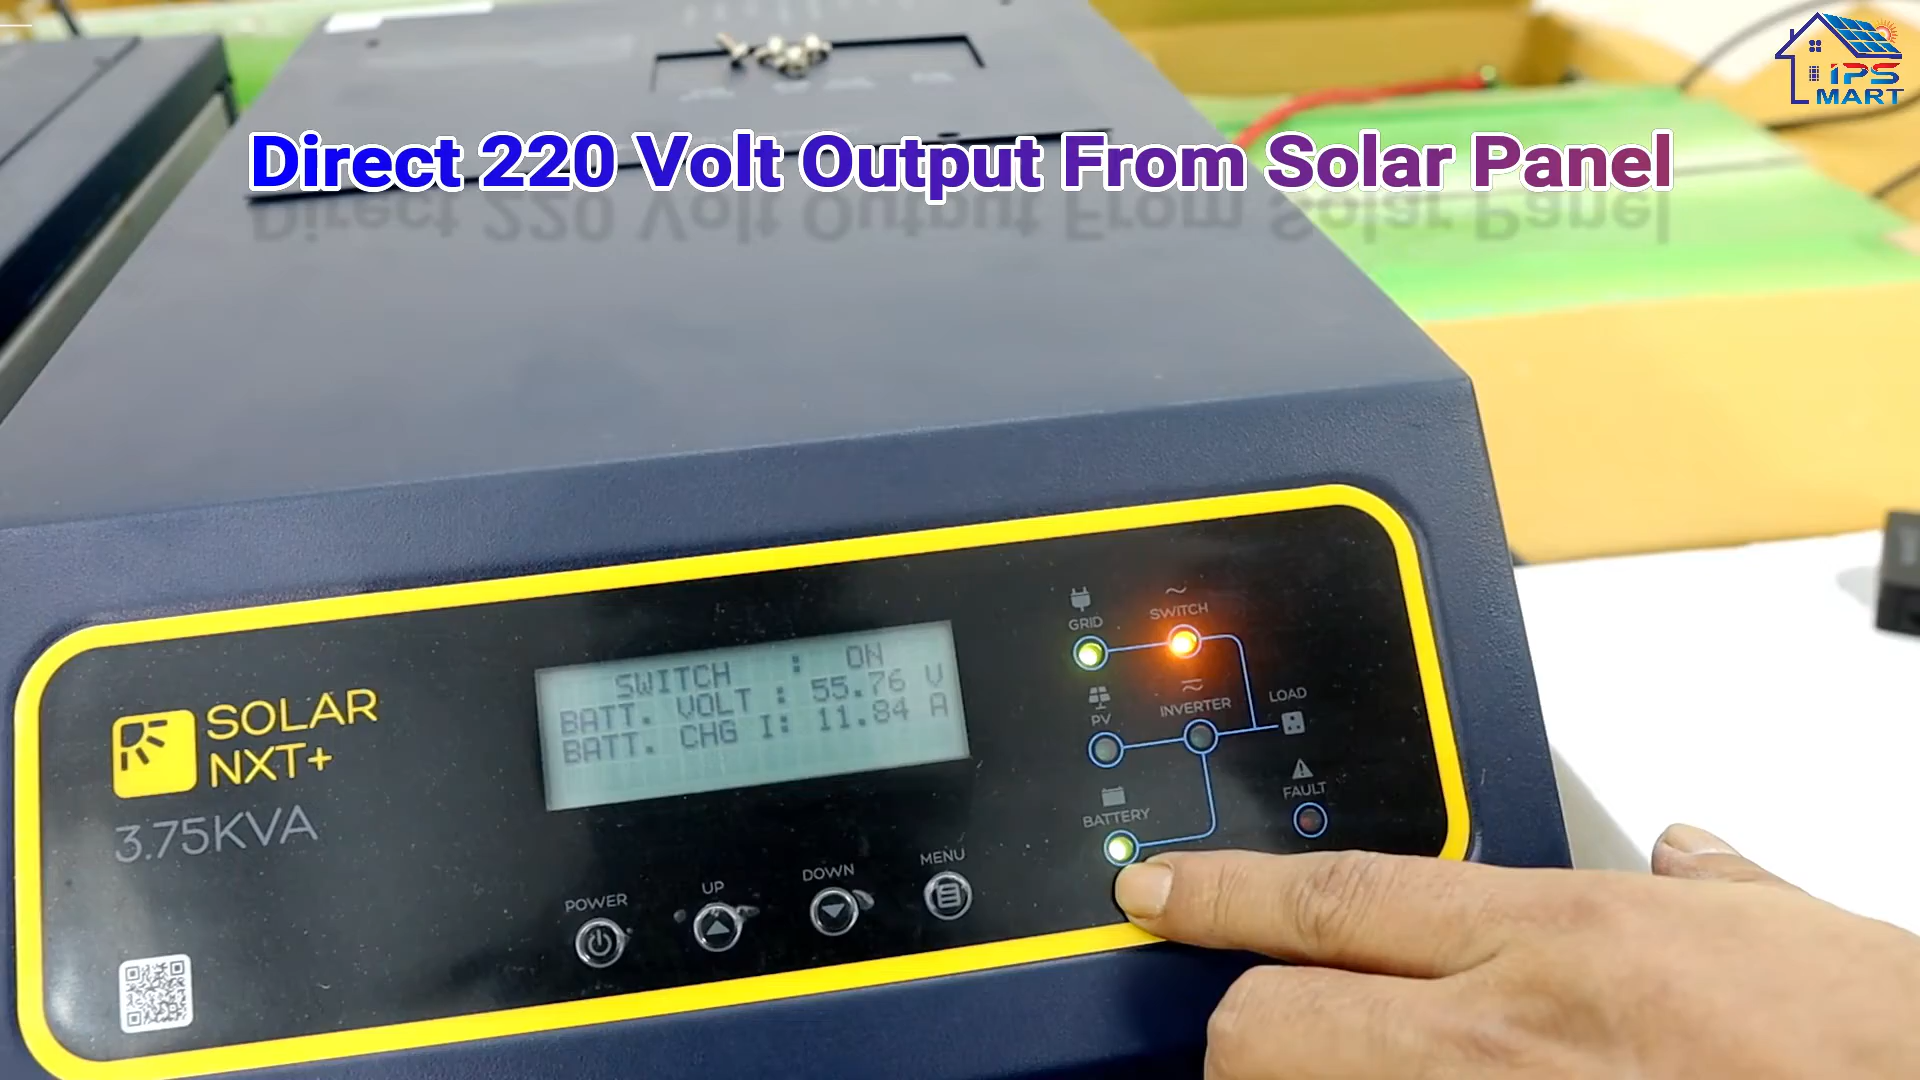 IPS
MART
Direct 220 Volt Output From Solar Panel
SWITCH : ON
BATT. VOLT : 55.76 V
BATT. CHG I: 11.84 A
SOLAR
NXT+
3.75KVA
GRID
SWITCH
PV
INVERTER
LOAD
BATTERY
FAULT
POWER
UP
DOWN
MENU